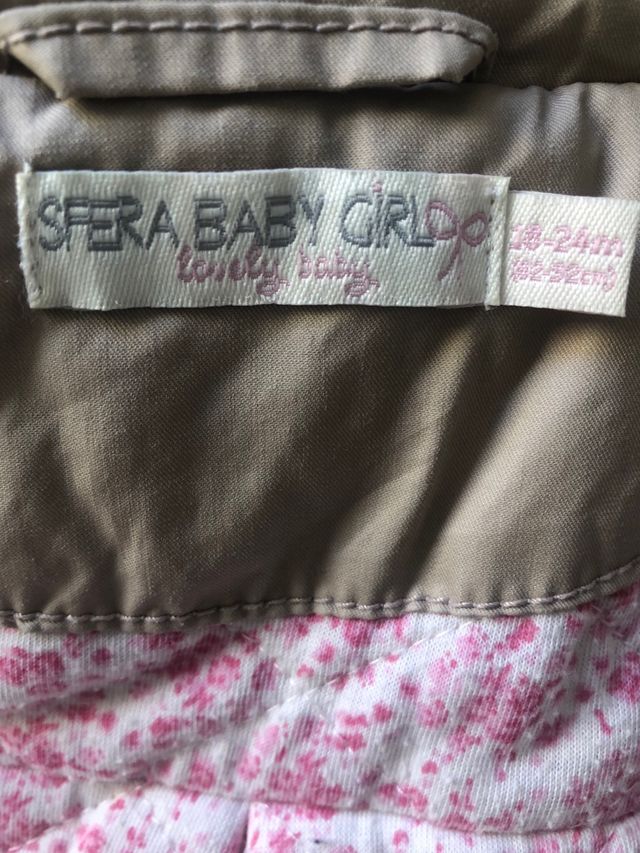 SFERA BABY GiRL
lovely baby
18-24m
(82-92cm)